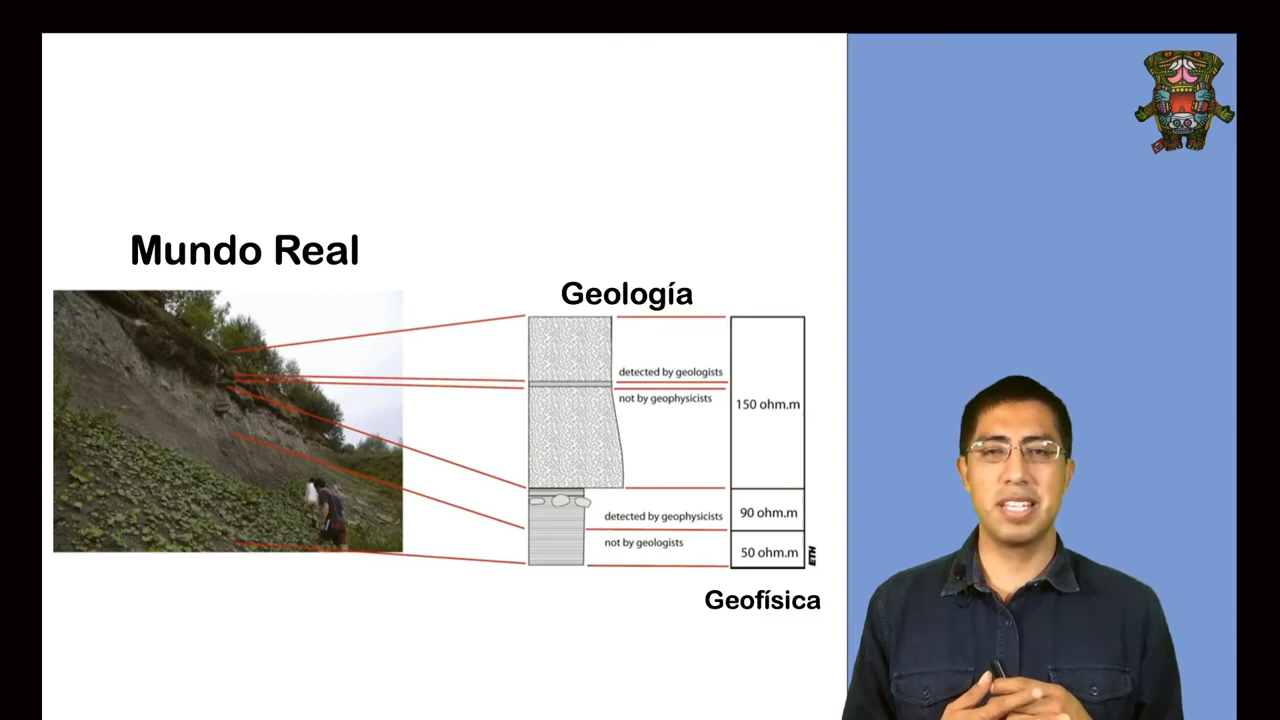 Mundo Real
Geología
detected by geologists
not by geophysicists
150 ohm.m
detected by geophysicists
90 ohm.m
not by geologists
50 ohm.m
ETH
Geofísica